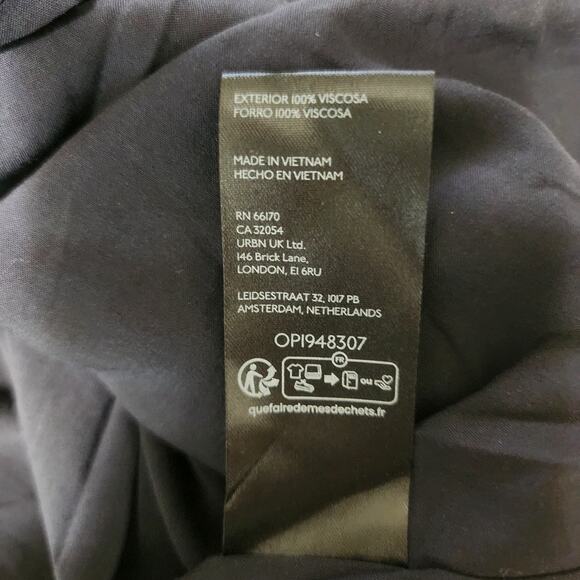 EXTERIOR 100% VISCOSA
FORRO 100% VISCOSA
MADE IN VIETNAM
HECHO EN VIETNAM
RN 66170
CA 32054
URBN UK Ltd.
146 Brick Lane,
LONDON, E1 6RU
LEIDSESTRAAT 32, 1017 PB
AMSTERDAM, NETHERLANDS
OP1948307
FR
ou
quefairedemesdechets.fr